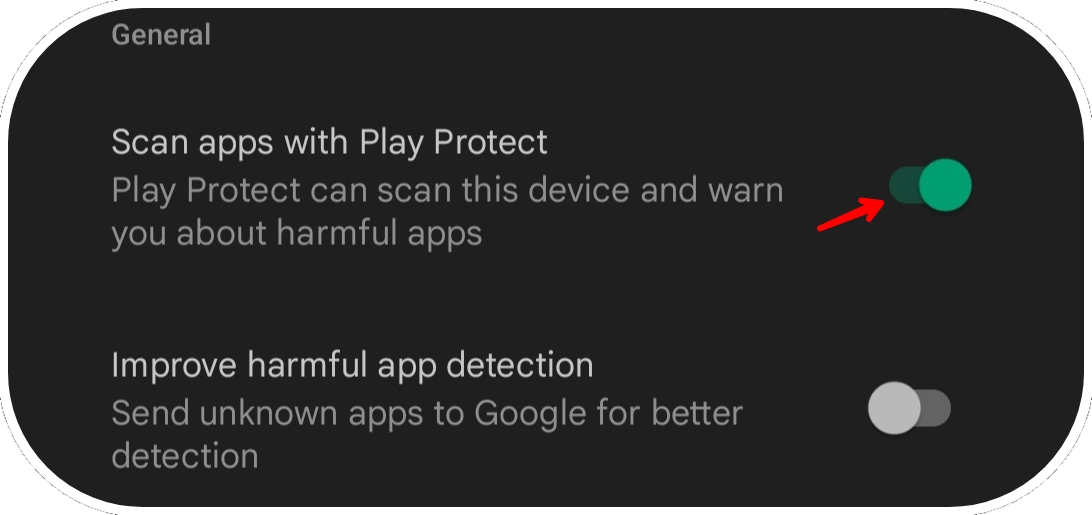 General
Scan apps with Play Protect
Play Protect can scan this device and warn
you about harmful apps
Improve harmful app detection
Send unknown apps to Google for better
detection